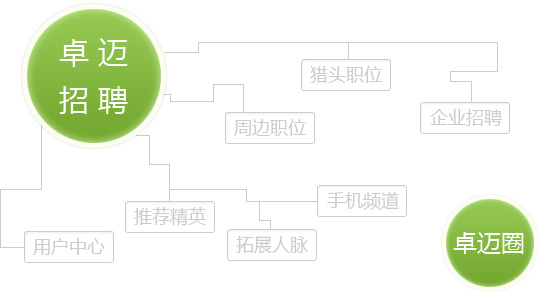 卓迈
招聘
猎头职位
企业招聘
周边职位
手机频道
推荐精英
拓展人脉
用户中心
卓迈圈